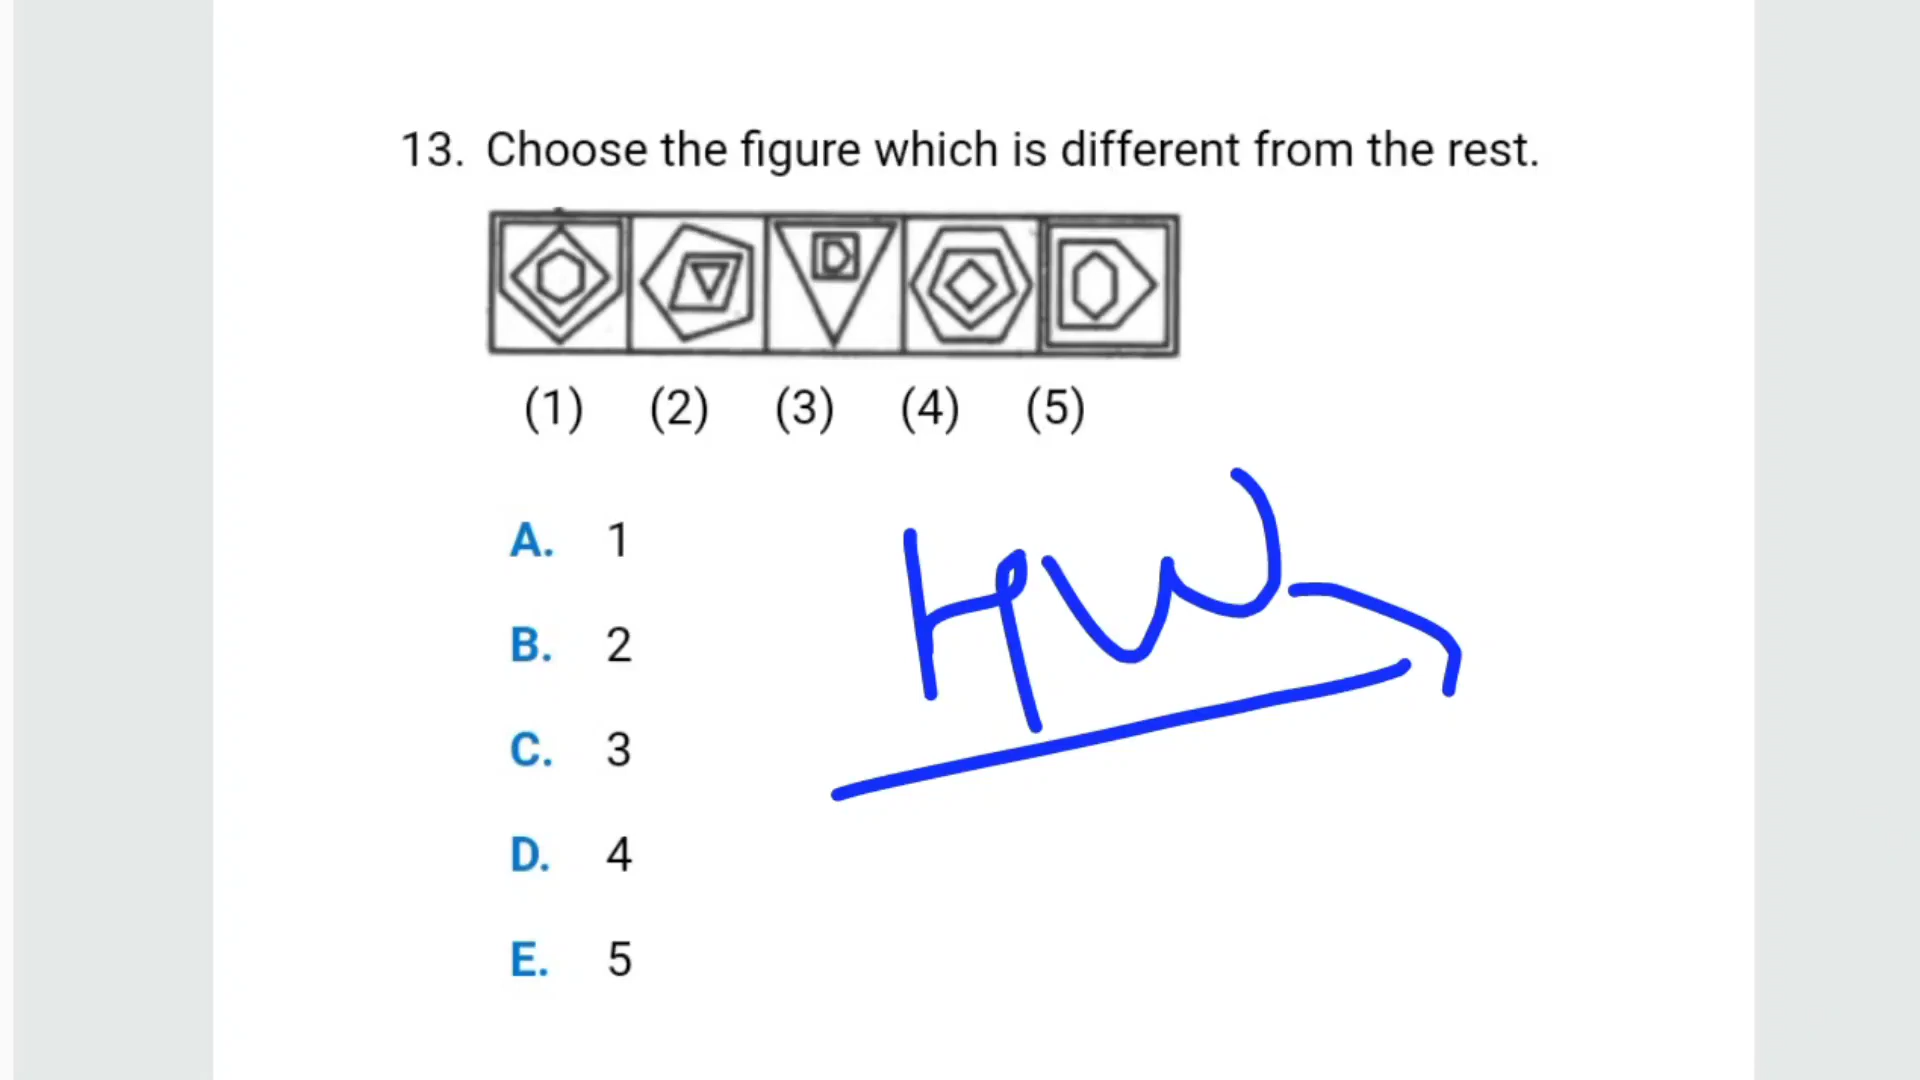 13. Choose the figure which is different from the rest.
(1) (2) (3) (4) (5)
A. 1
B. 2
C. 3
D. 4
E. 5
HW